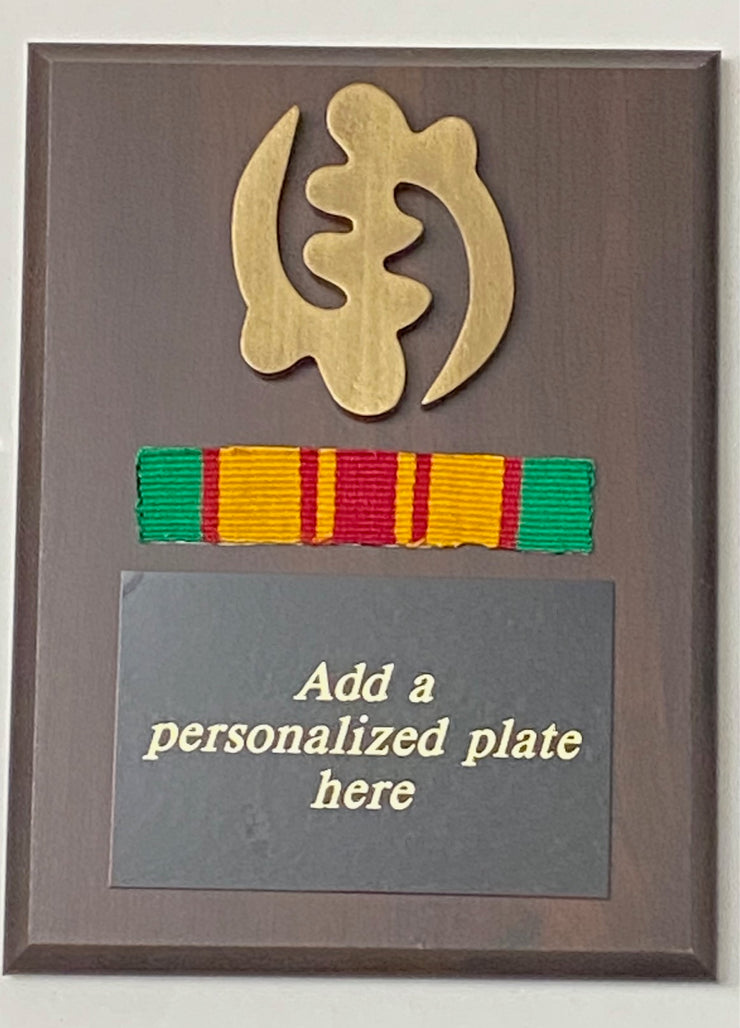 Add a
personalized plate
here